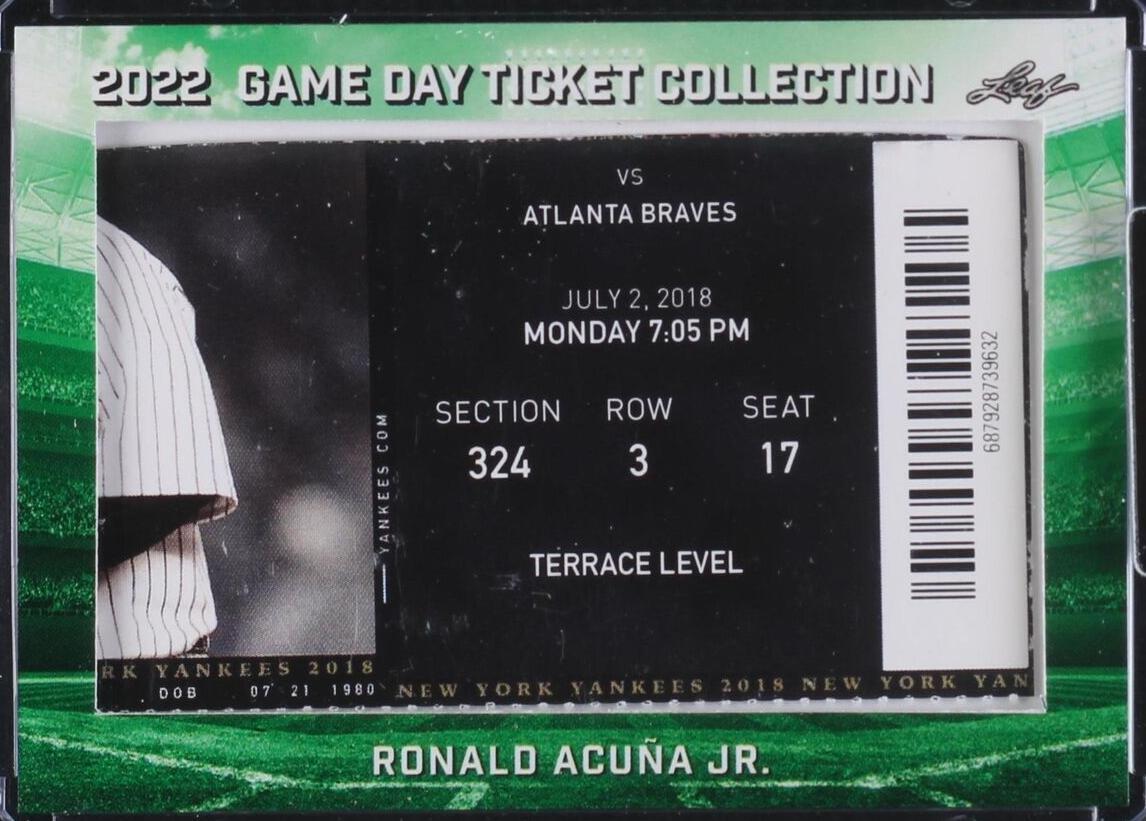 2022 GAME DAY TICKET COLLECTION
Leaf
VS
ATLANTA BRAVES
JULY 2, 2018
MONDAY 7:05 PM
SECTION ROW SEAT
324 3 17
TERRACE LEVEL
YANKEES.COM
687928739632
RK YANKEES 2018
DOB 07 21 1980
NEW YORK YANKEES 2018 NEW YORK YAN
RONALD ACUÑA JR.